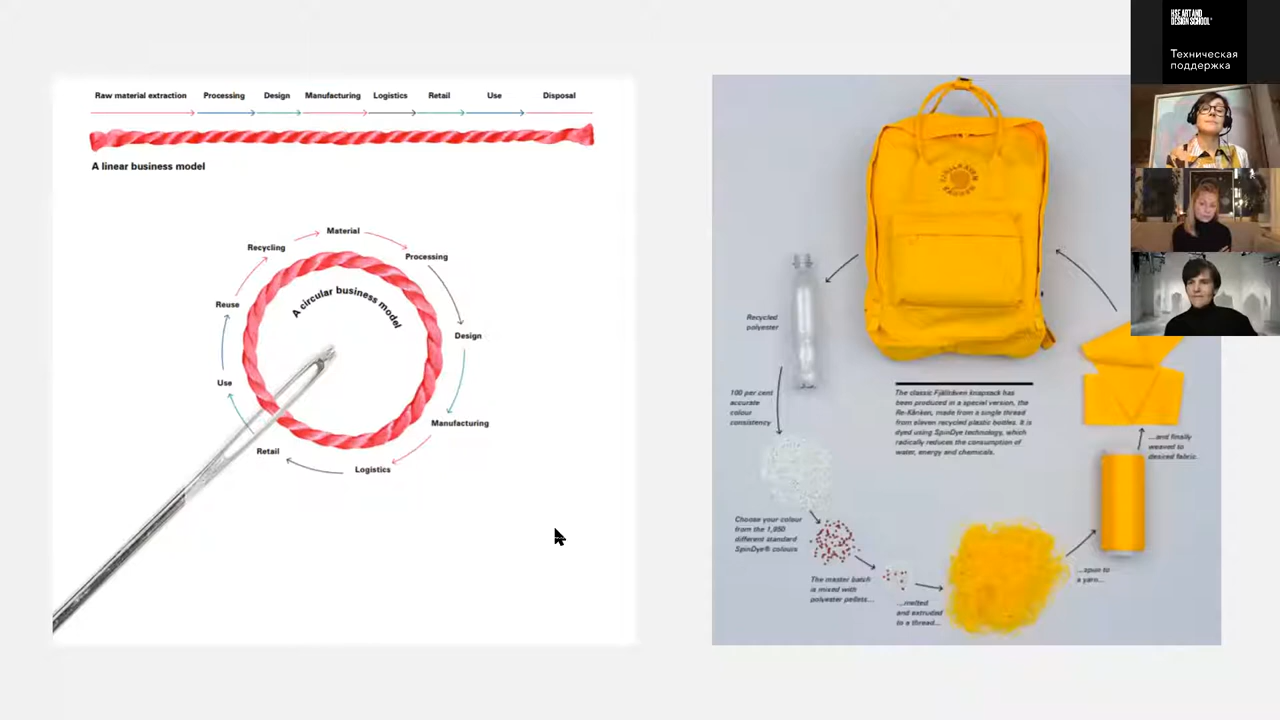 Raw material extraction Processing Design Manufacturing Logistics Retail Use Disposal
A linear business model
Material
Recycling
Processing
A circular business model
Reuse
Design
Use
Manufacturing
Retail
Logistics
FJÄLLRÄVEN
KÅNKEN
Recycled
polyester
100 per cent
accurate
colour
consistency
The classic Fjällräven knapsack has
been produced in a special version, the
Re-Kånken, made from a single thread
from eleven recycled plastic bottles. It is
dyed using SpinDye technology, which
radically reduces the consumption of
water, energy and chemicals.
...and finally
weaved to
desired fabric.
Choose your colour
from the 1,950
different standard
SpinDye® colours
The master batch
is mixed with
polyester pellets...
...melted
and extruded
to a thread...
...spun to
a yarn...
HSE ART AND
DESIGN SCHOOL
Техническая
поддержка